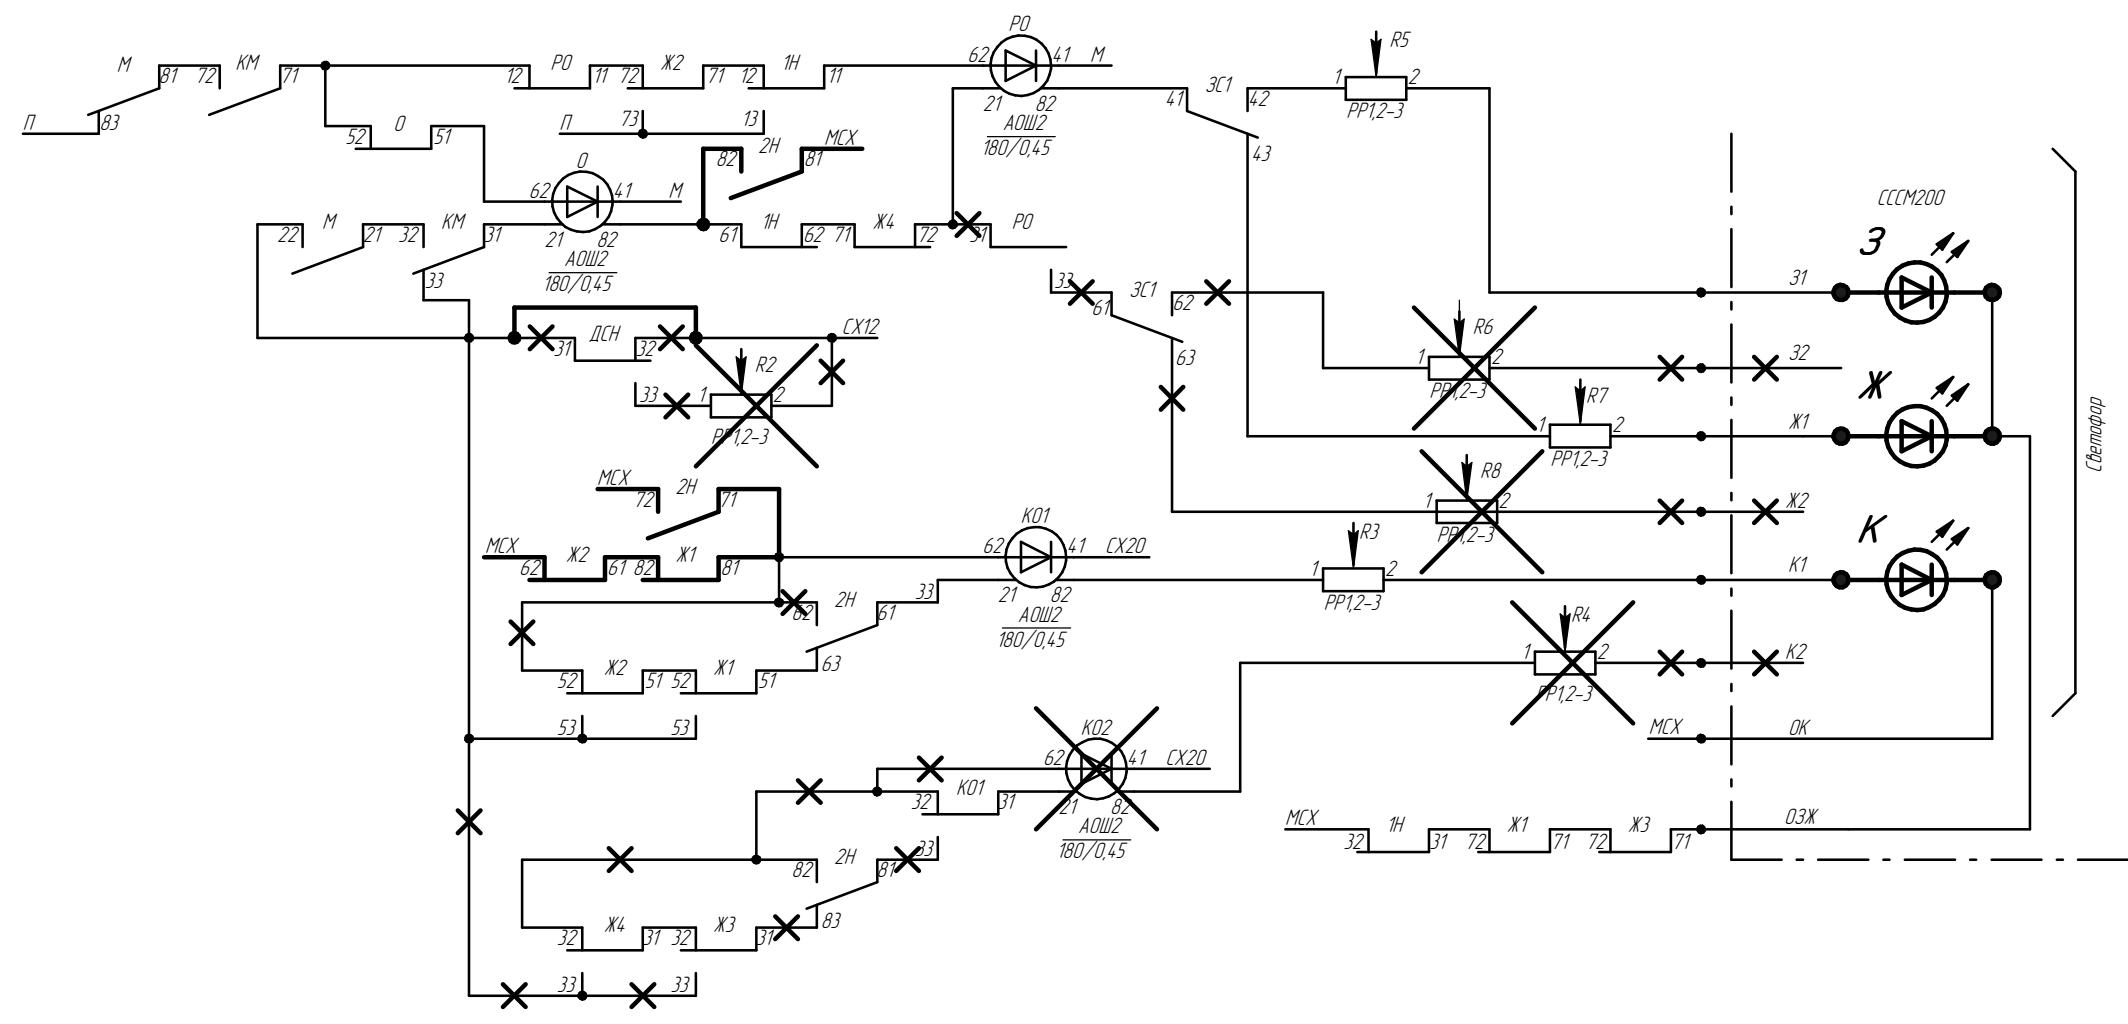 РО
М КМ РО Ж2 1Н 62 41 М R5
81 72 71 12 11 72 71 12 11 ЗС1 1 2
П 83 О П 73 13 21 82 41 42 РР1,2-3
52 51 2Н МСХ АОШ2
О 82 81 180/0,45 43
62 41 М
М КМ 1Н Ж4 РО СССМ200
22 21 32 31 21 82 61 62 71 72 31
33 АОШ2 З
180/0,45 33 ЗС1 З1
61 62
ДСН СХ12 R6
31 32 R2 63 1 2 З2
33 1 2 РР1,2-3 R7 Ж
РР1,2-3 1 2 Ж1
Светофор
РР1,2-3
МСХ 2Н R8
72 71 1 2 Ж2
КО1 РР1,2-3 К
МСХ Ж2 Ж1 62 41 СХ20 R3
62 61 82 81 1 2 К1
2Н 33 21 82 РР1,2-3
62 61 АОШ2 R4
180/0,45
Ж2 Ж1 63 1 2 К2
52 51 52 51 РР1,2-3
53 53 КО2 МСХ ОК
62 41 СХ20
КО1
32 31 21 82
АОШ2 МСХ 1Н Ж1 Ж3 ОЗЖ
2Н 33 180/0,45 32 31 72 71 72 71
82 81
Ж4 Ж3 83
32 31 32 31
33 33